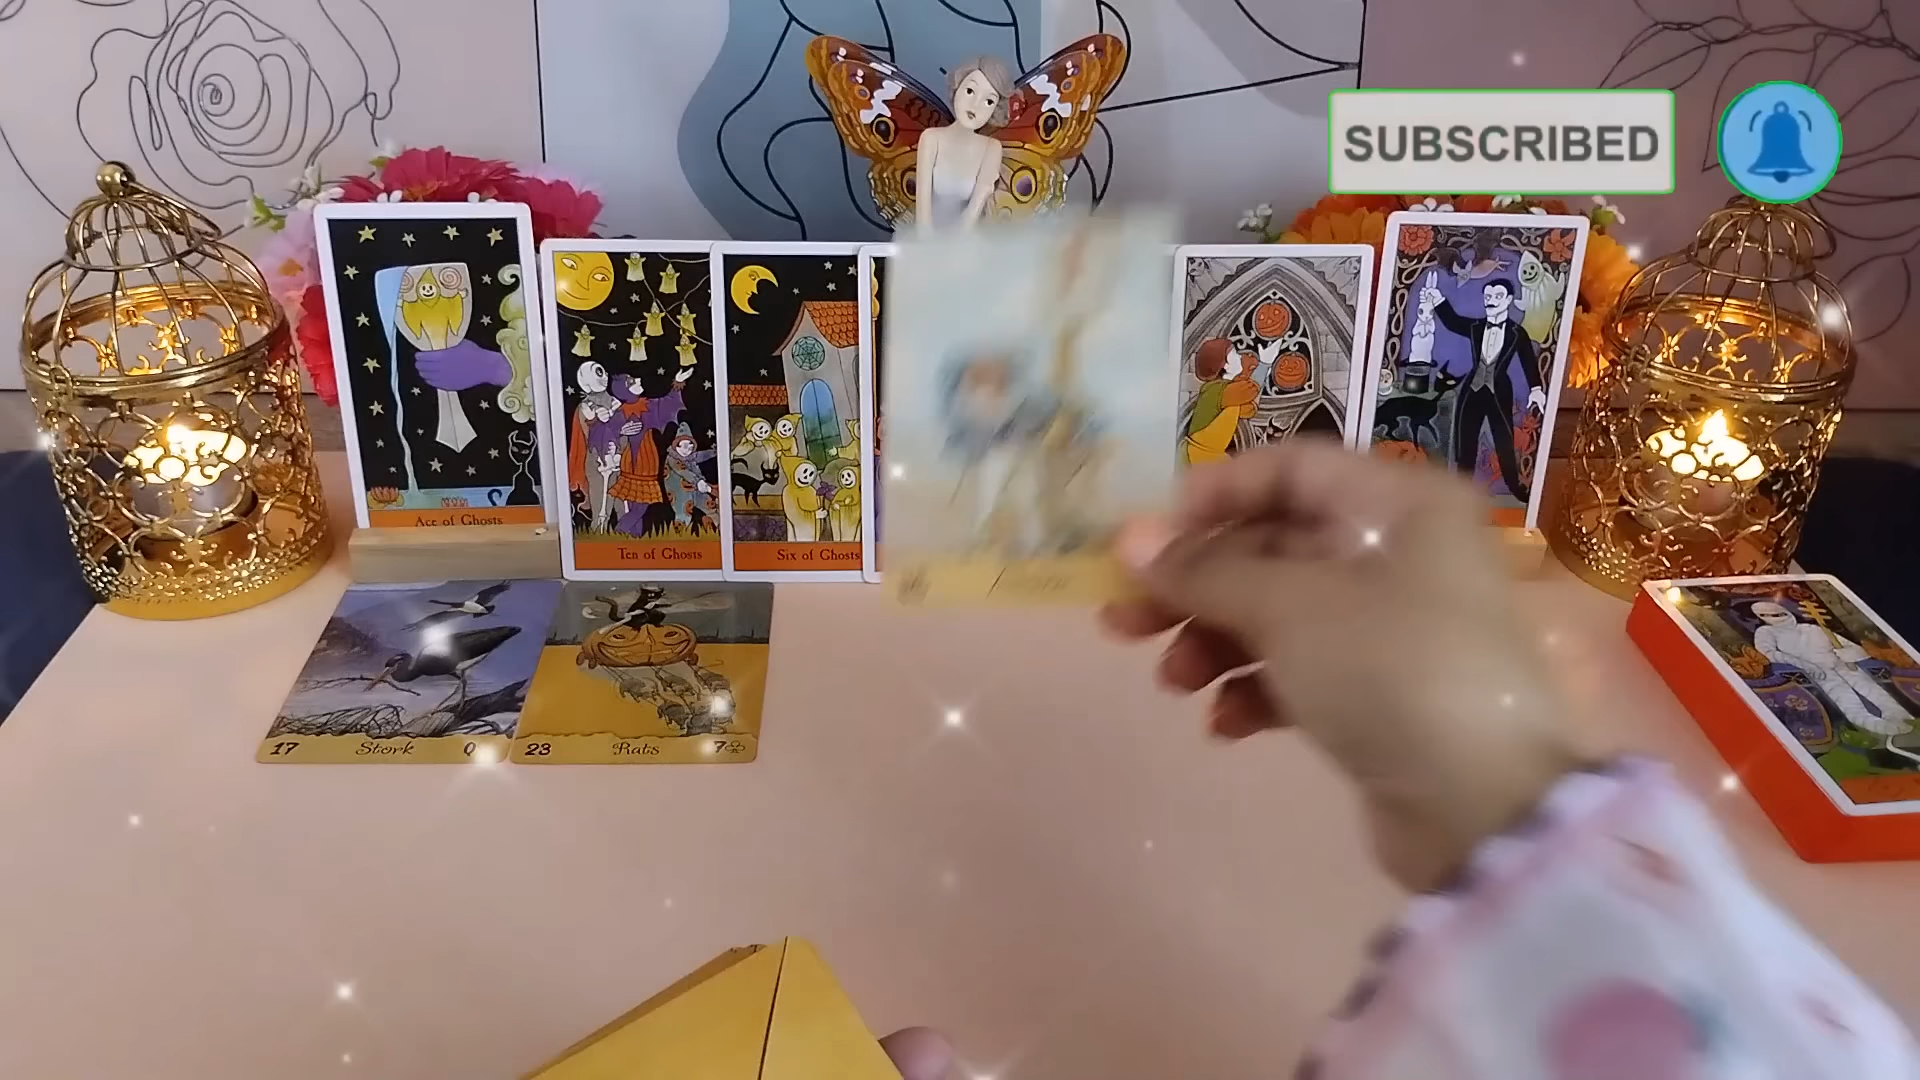 SUBSCRIBED
Ace of Ghosts
Ten of Ghosts
Six of Ghosts
17 Stork Q
23 Rats 7